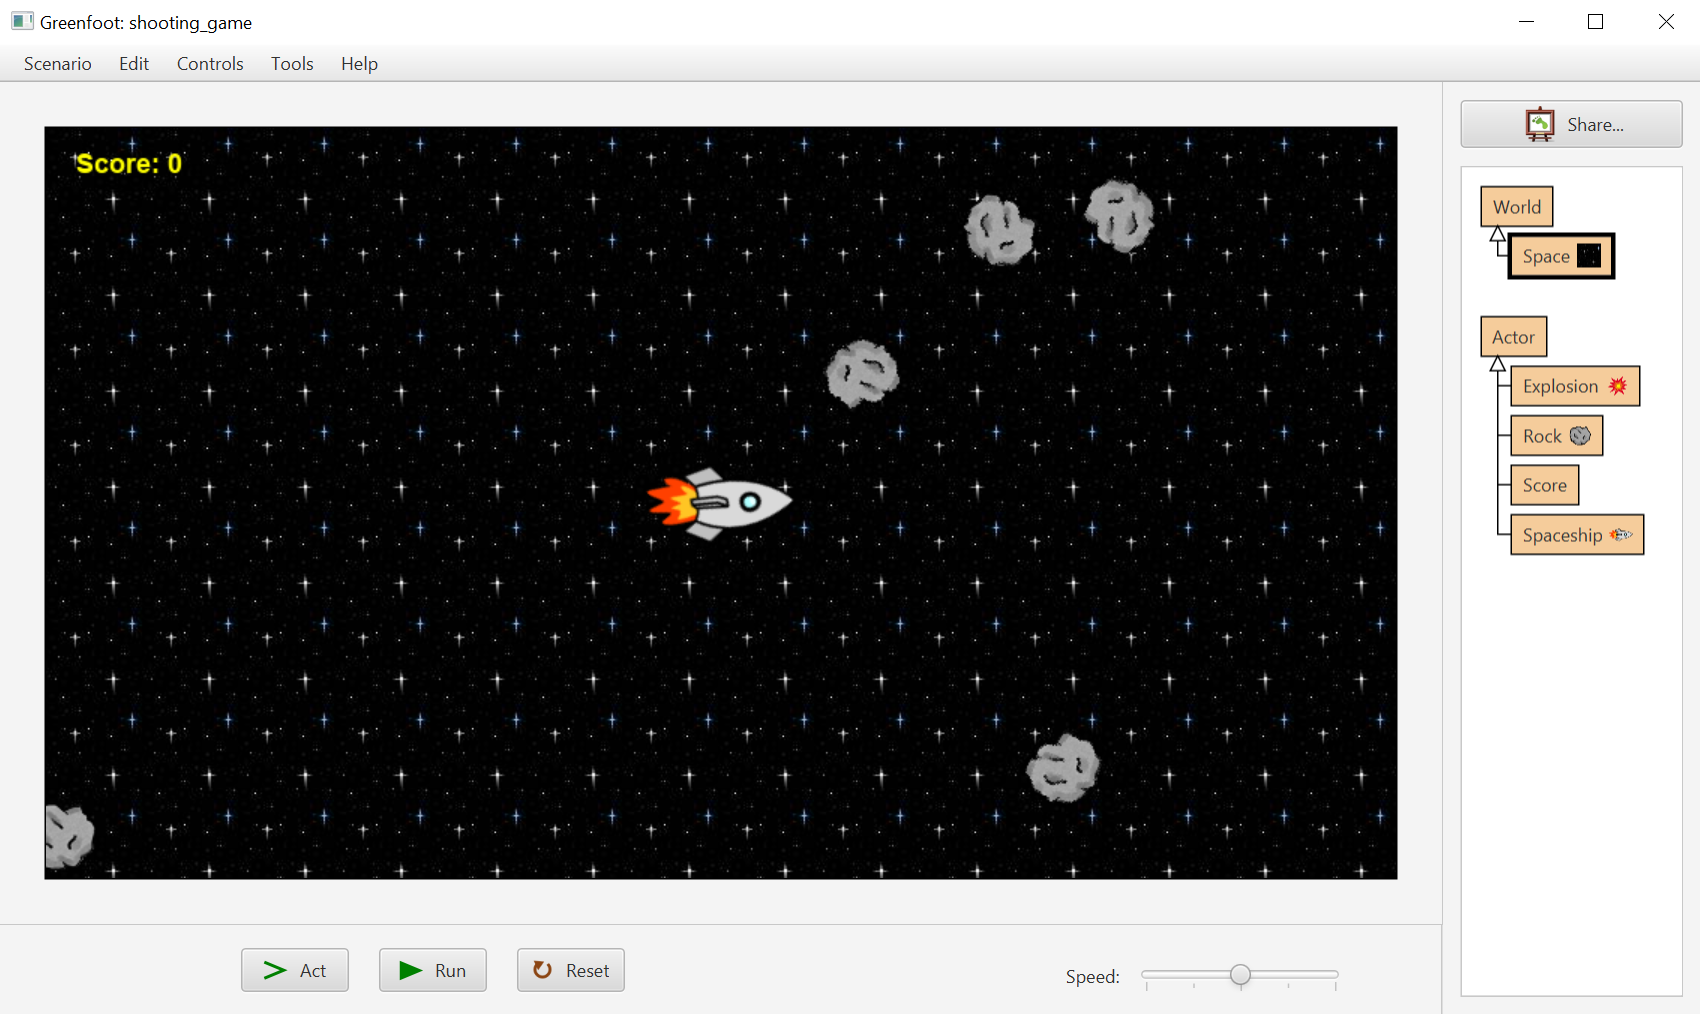 Greenfoot: shooting_game
Scenario Edit Controls Tools Help
Score: 0
Share...
World
Space
Actor
Explosion
Rock
Score
Spaceship
Act
Run
Reset
Speed: